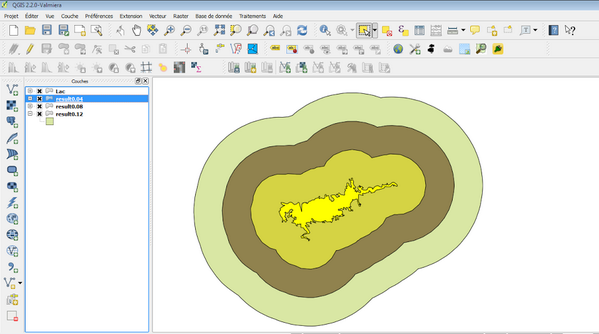 QGIS 2.2.0-Valmiera
Projet Éditer Vue Couche Préférences Extension Vecteur Raster Base de donnée Traitements Aide
Couches
Lac
result0.04
result0.08
result0.12